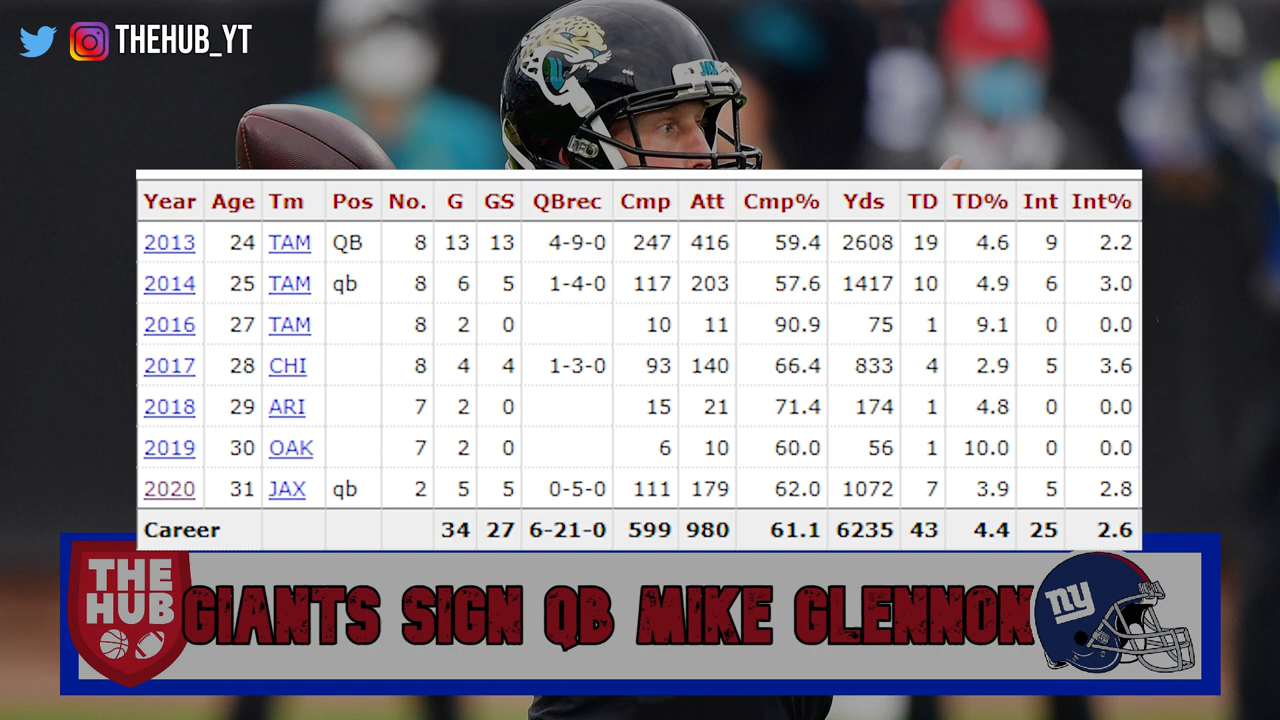 THEHUB_YT
JAX
Year Age Tm Pos No. G GS QBrec Cmp Att Cmp% Yds TD TD% Int Int%
2013 24 TAM QB 8 13 13 4-9-0 247 416 59.4 2608 19 4.6 9 2.2
2014 25 TAM qb 8 6 5 1-4-0 117 203 57.6 1417 10 4.9 6 3.0
2016 27 TAM 8 2 0 10 11 90.9 75 1 9.1 0 0.0
2017 28 CHI 8 4 4 1-3-0 93 140 66.4 833 4 2.9 5 3.6
2018 29 ARI 7 2 0 15 21 71.4 174 1 4.8 0 0.0
2019 30 OAK 7 2 0 6 10 60.0 56 1 10.0 0 0.0
2020 31 JAX qb 2 5 5 0-5-0 111 179 62.0 1072 7 3.9 5 2.8
Career 34 27 6-21-0 599 980 61.1 6235 43 4.4 25 2.6
THE
HUB
GIANTS SIGN QB MIKE GLENNON
ny